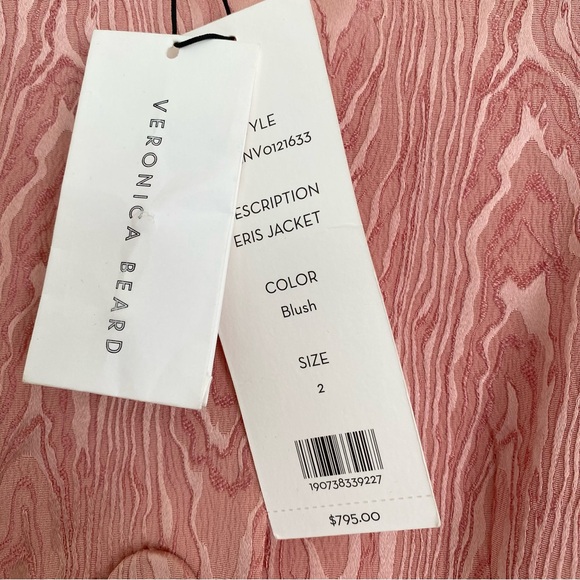 VERONICA BEARD
YLE
NV0121633
ESCRIPTION
ERIS JACKET
COLOR
Blush
SIZE
2
190738339227
$795.00